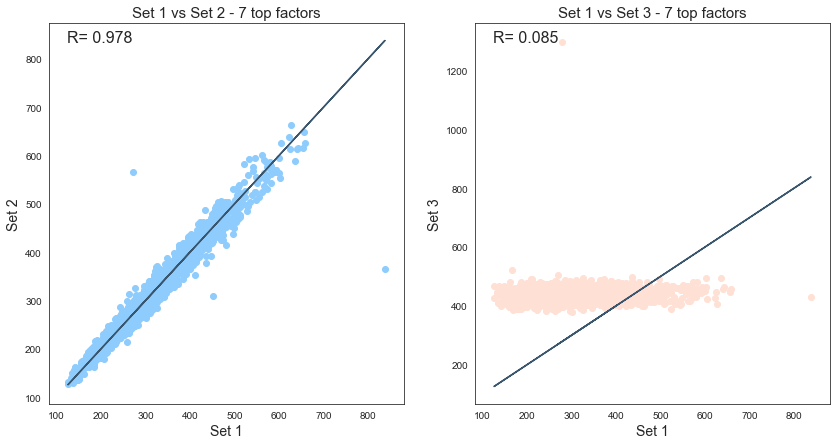 Set 1 vs Set 2 - 7 top factors
R= 0.978
800
700
600
500
400
300
200
100
Set 2
100 200 300 400 500 600 700 800
Set 1
Set 1 vs Set 3 - 7 top factors
R= 0.085
1200
1000
800
600
400
200
Set 3
100 200 300 400 500 600 700 800
Set 1